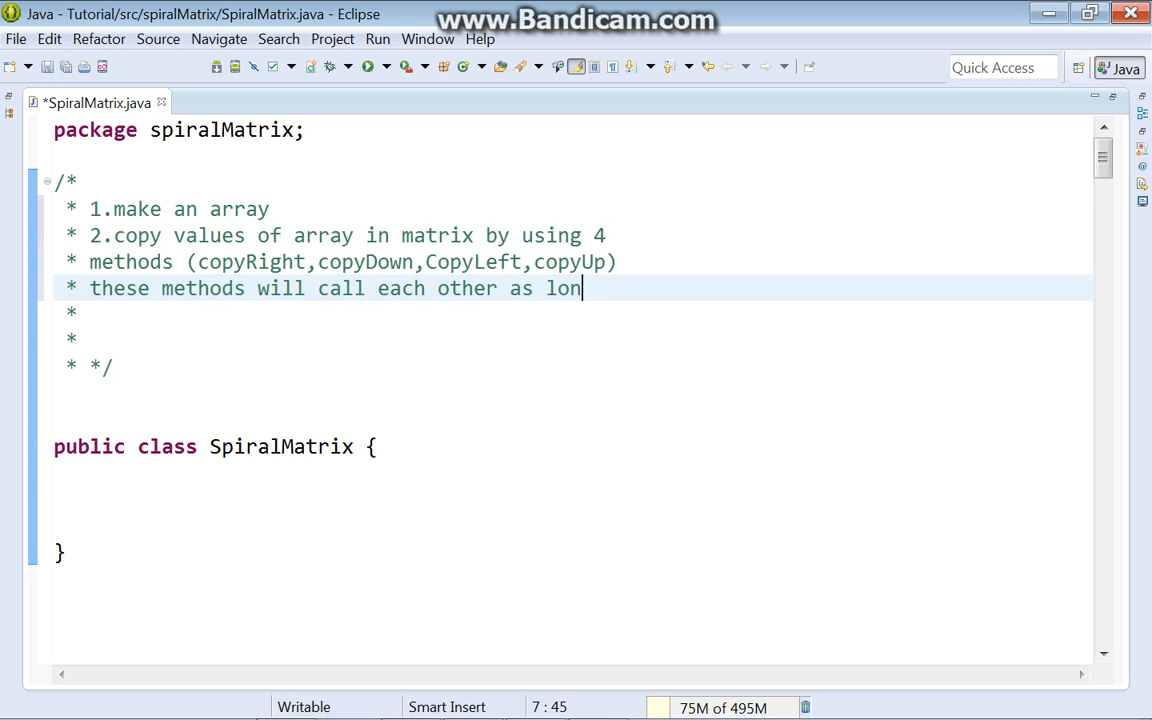 Java - Tutorial/src/spiralMatrix/SpiralMatrix.java - Eclipse
www.Bandicam.com
File Edit Refactor Source Navigate Search Project Run Window Help
Quick Access
Java
*SpiralMatrix.java
package spiralMatrix;
/*
* 1.make an array
* 2.copy values of array in matrix by using 4
* methods (copyRight,copyDown,CopyLeft,copyUp)
* these methods will call each other as lon
*
*
* */
public class SpiralMatrix {
}
Writable Smart Insert 7 : 45 75M of 495M